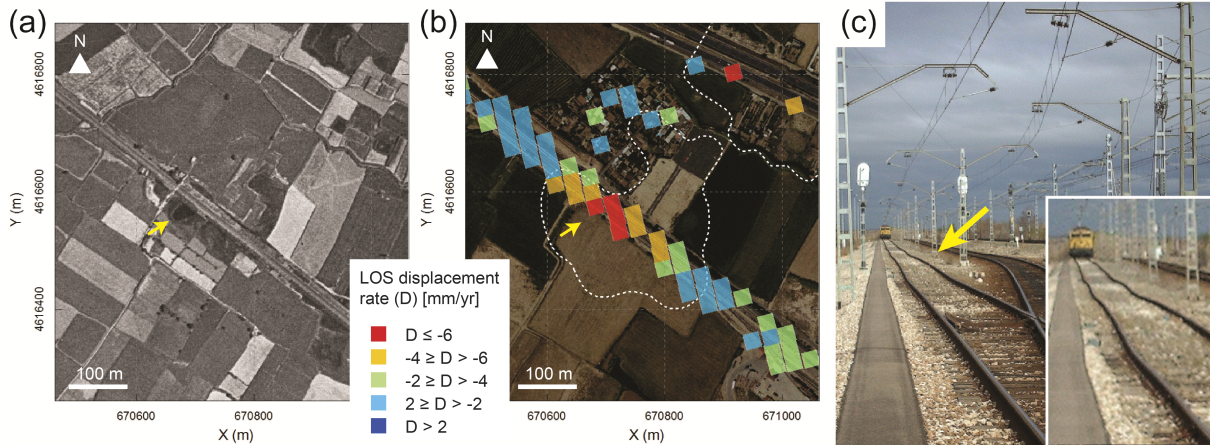 (a)
N
4616800
4616600
4616400
Y (m)
100 m
670600
670800
X (m)
(b)
N
4616800
4616600
4616400
Y (m)
100 m
670600
670800
671000
X (m)
LOS displacement
rate (D) [mm/yr]
D ≤ -6
-4 ≥ D > -6
-2 ≥ D > -4
2 ≥ D > -2
D > 2
(c)